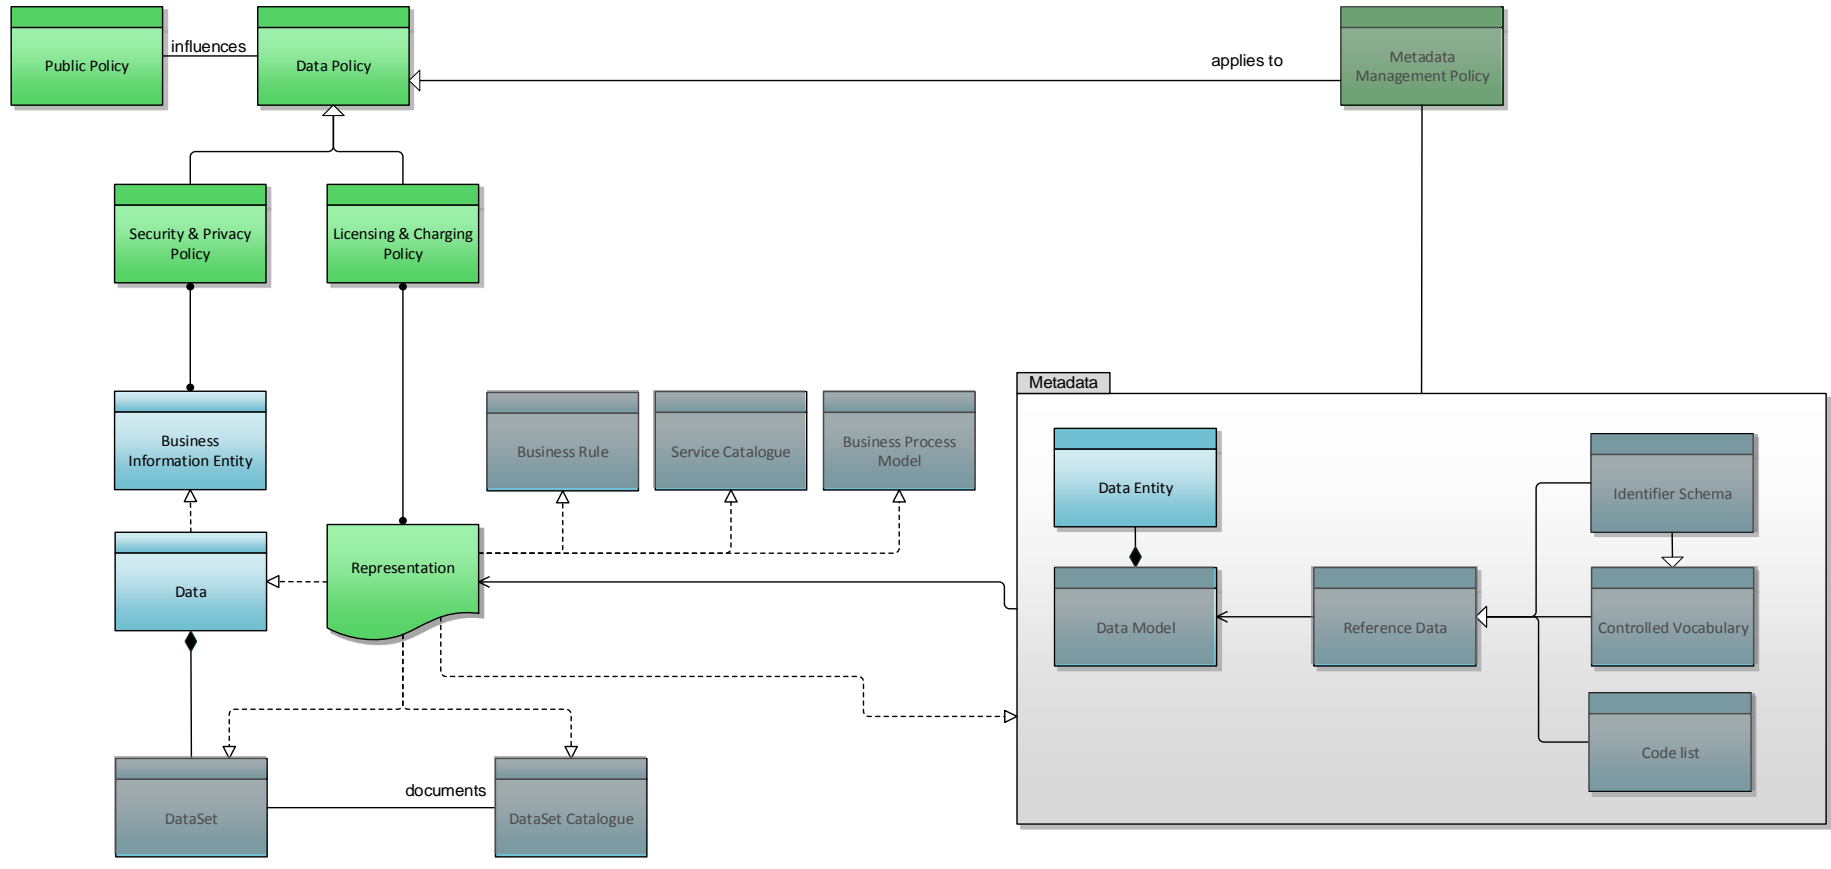 Public Policy
influences
Data Policy
applies to
Metadata
Management Policy
Security & Privacy
Policy
Licensing & Charging
Policy
Business
Information Entity
Business Rule
Service Catalogue
Business Process
Model
Data
Representation
DataSet
documents
DataSet Catalogue
Metadata
Data Entity
Identifier Schema
Data Model
Reference Data
Controlled Vocabulary
Code list